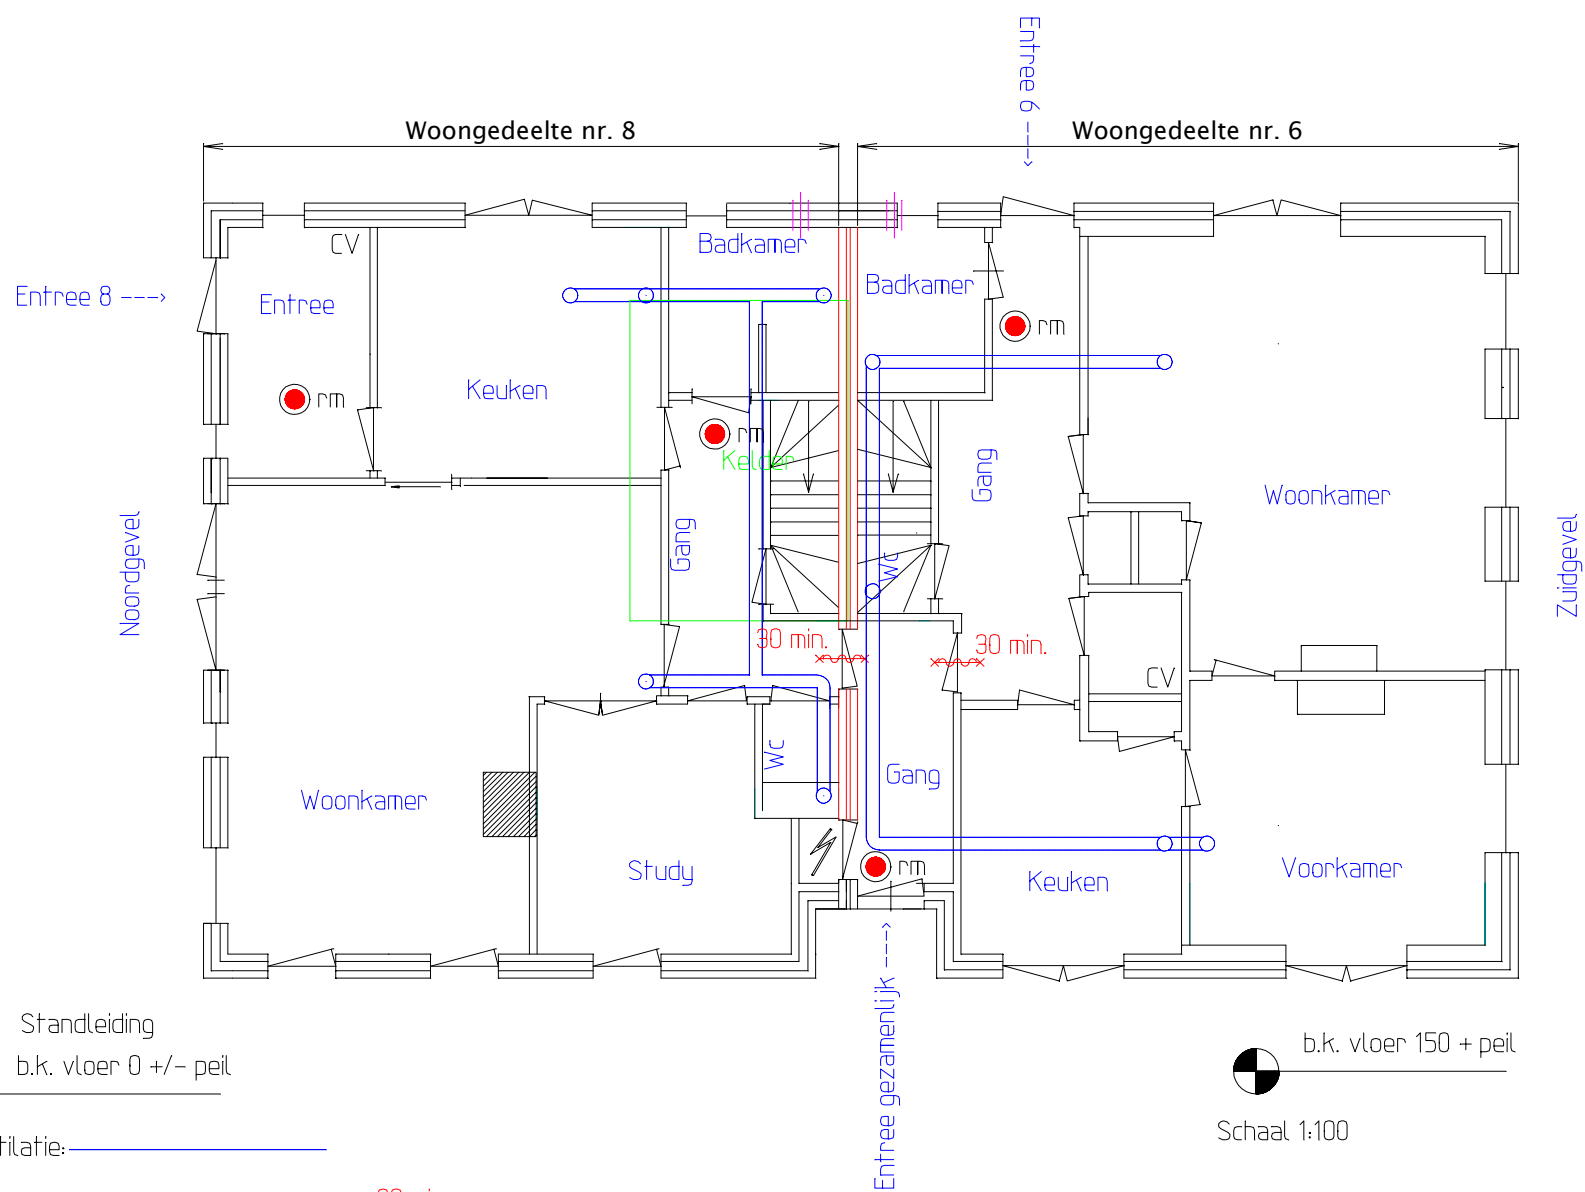 Entree 6 --->
Woongedeelte nr. 8
Woongedeelte nr. 6
CV
Badkamer
Badkamer
Entree 8 --->
Entree
rm
Keuken
rm
rm
Kelder
Gang
Woonkamer
Noordgevel
Gang
Wc
Zuidgevel
30 min.
30 min.
CV
Wc
Gang
Woonkamer
Study
rm
Keuken
Voorkamer
Entree gezamenlijk --->
Standleiding
b.k. vloer 0 +/- peil
b.k. vloer 150 + peil
Schaal 1:100
tilatie: